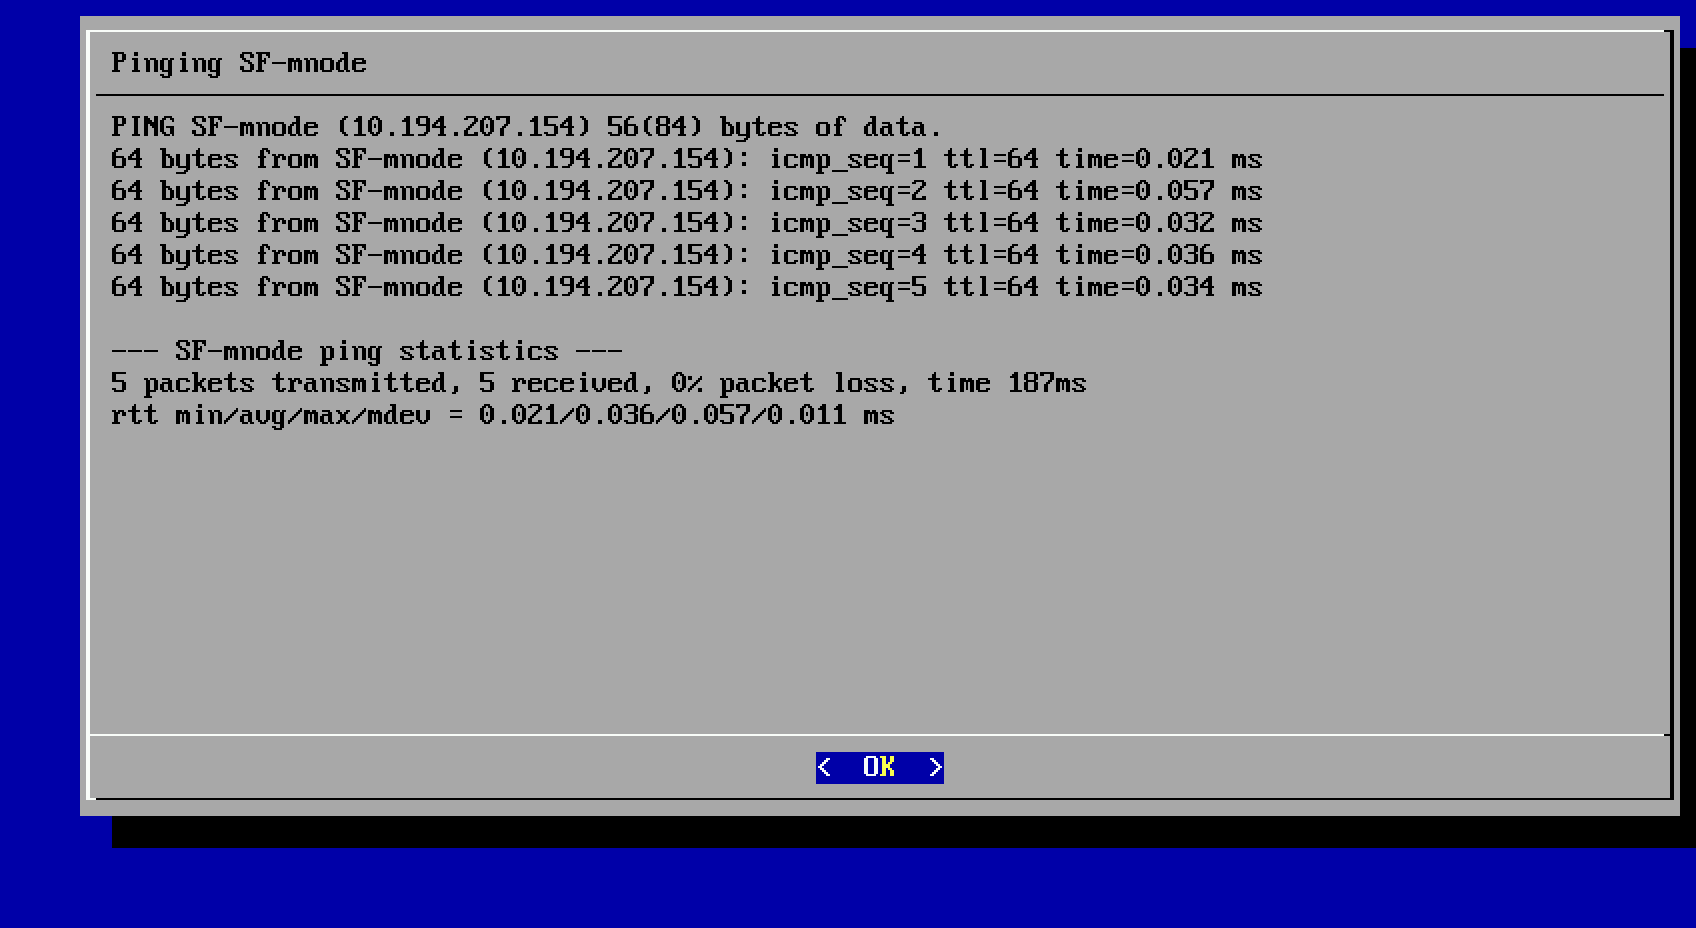 Pinging SF-mnode
PING SF-mnode (10.194.207.154) 56(84) bytes of data.
64 bytes from SF-mnode (10.194.207.154): icmp_seq=1 ttl=64 time=0.021 ms
64 bytes from SF-mnode (10.194.207.154): icmp_seq=2 ttl=64 time=0.057 ms
64 bytes from SF-mnode (10.194.207.154): icmp_seq=3 ttl=64 time=0.032 ms
64 bytes from SF-mnode (10.194.207.154): icmp_seq=4 ttl=64 time=0.036 ms
64 bytes from SF-mnode (10.194.207.154): icmp_seq=5 ttl=64 time=0.034 ms
--- SF-mnode ping statistics ---
5 packets transmitted, 5 received, 0% packet loss, time 187ms
rtt min/avg/max/mdev = 0.021/0.036/0.057/0.011 ms
<  OK  >